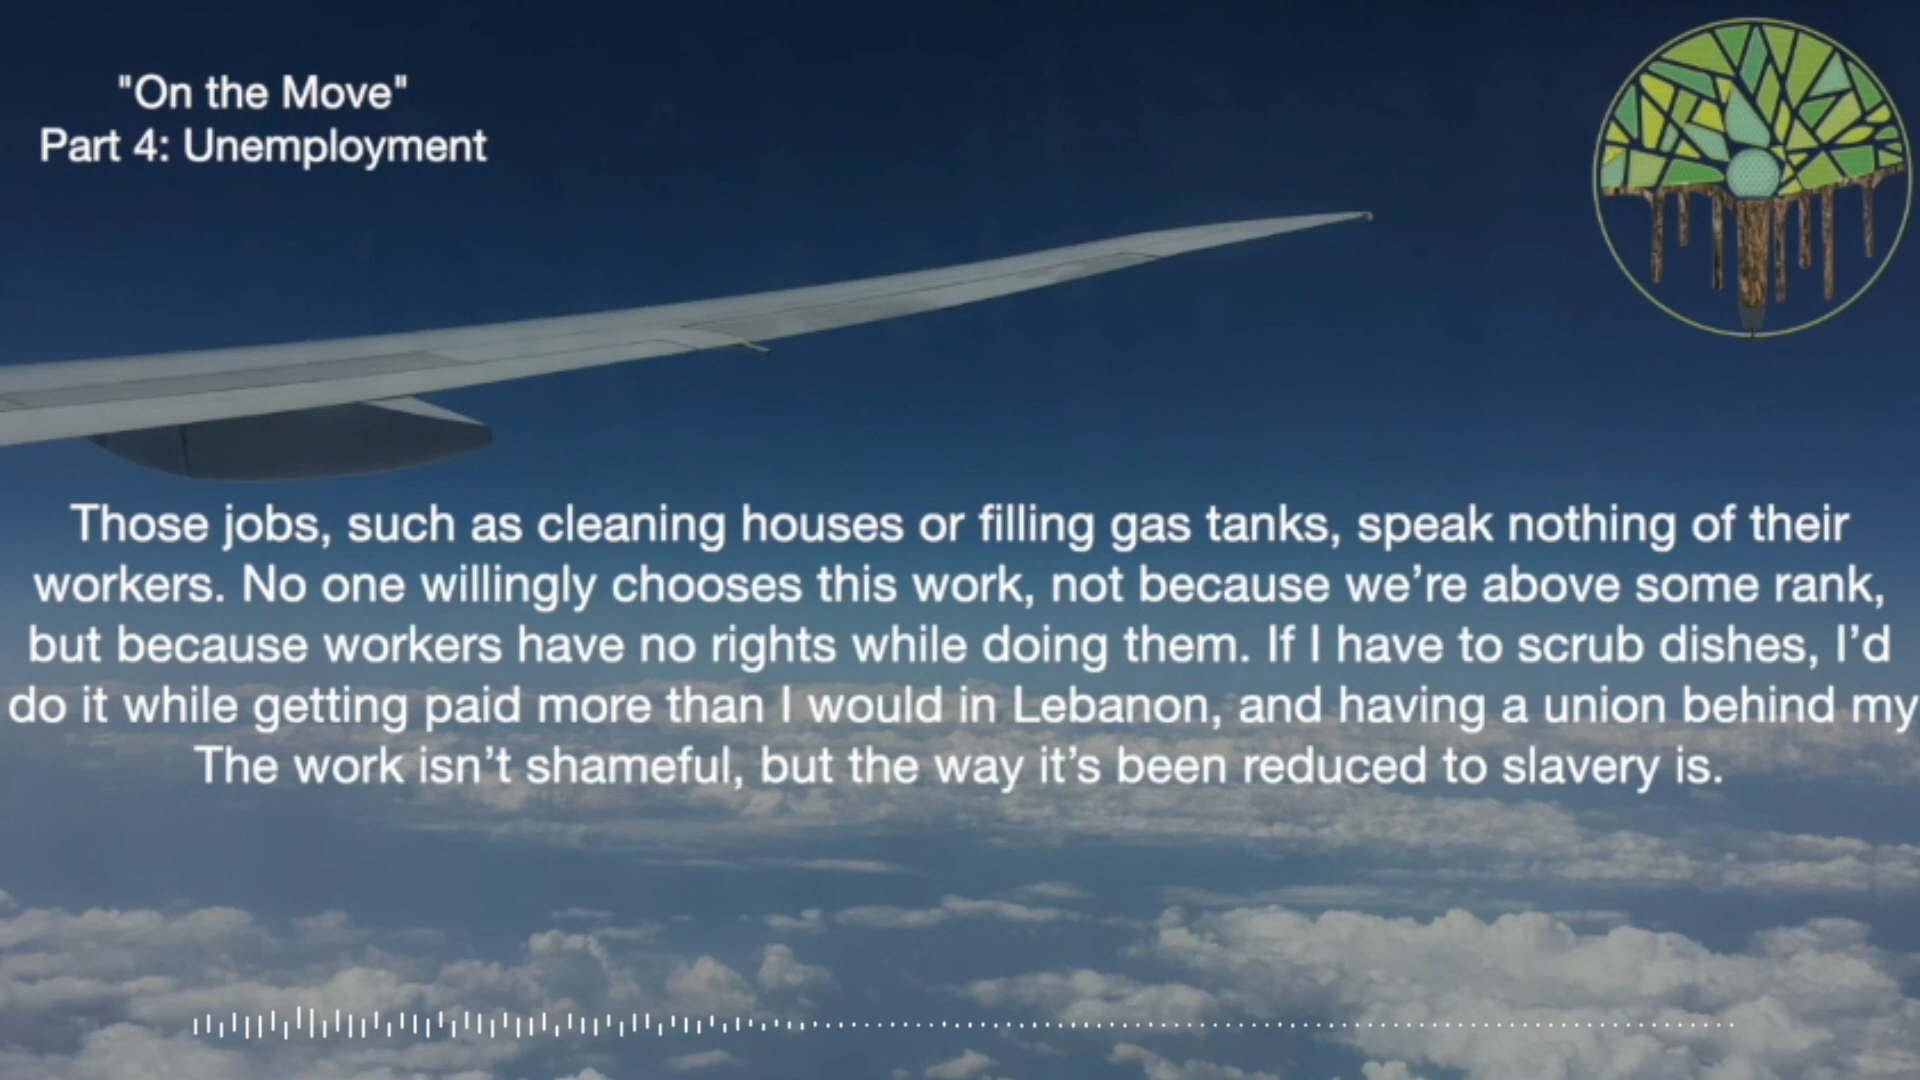 "On the Move"
Part 4: Unemployment
Those jobs, such as cleaning houses or filling gas tanks, speak nothing of their
workers. No one willingly chooses this work, not because we’re above some rank,
but because workers have no rights while doing them. If I have to scrub dishes, I’d
do it while getting paid more than I would in Lebanon, and having a union behind my
The work isn’t shameful, but the way it’s been reduced to slavery is.